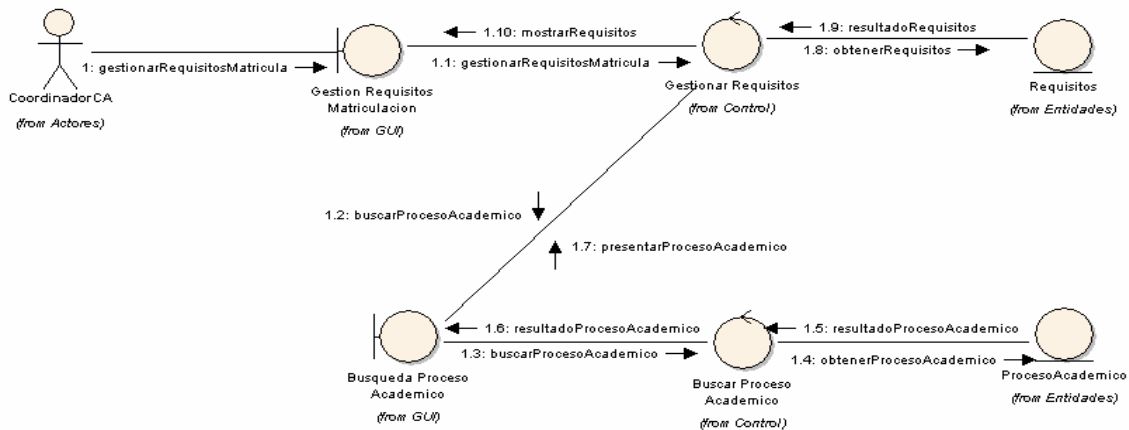 1.10: mostrarRequisitos
1.9: resultadoRequisitos
1: gestionarRequisitosMatricula
1.1: gestionarRequisitosMatricula
1.8: obtenerRequisitos
CoordinadorCA
(from Actores)
Gestion Requisitos
Matriculacion
(from GUI)
Gestionar Requisitos
(from Control)
Requisitos
(from Entidades)
1.2: buscarProcesoAcademico
1.7: presentarProcesoAcademico
1.6: resultadoProcesoAcademico
1.5: resultadoProcesoAcademico
1.3: buscarProcesoAcademico
1.4: obtenerProcesoAcademico
Busqueda Proceso
Academico
(from GUI)
Buscar Proceso
Academico
(from Control)
ProcesoAcademico
(from Entidades)